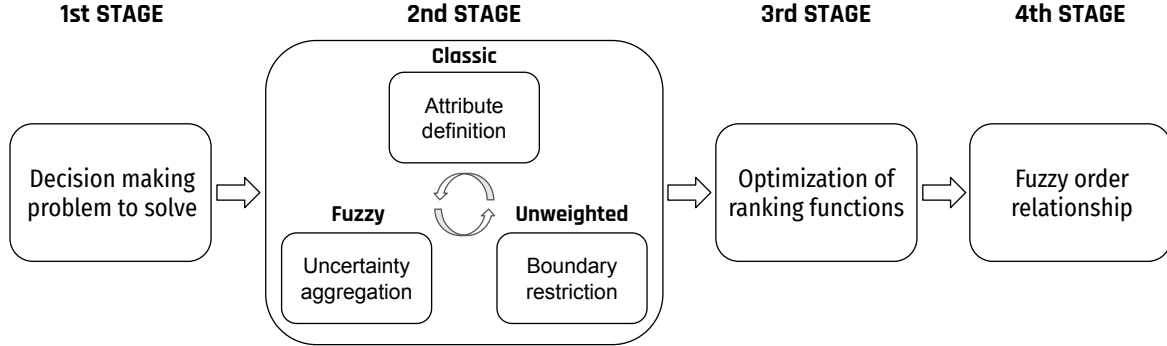 1st STAGE
2nd STAGE
3rd STAGE
4th STAGE
Classic
Attribute
definition
Decision making
problem to solve
Optimization of
ranking functions
Fuzzy order
relationship
Fuzzy
Unweighted
Uncertainty
aggregation
Boundary
restriction